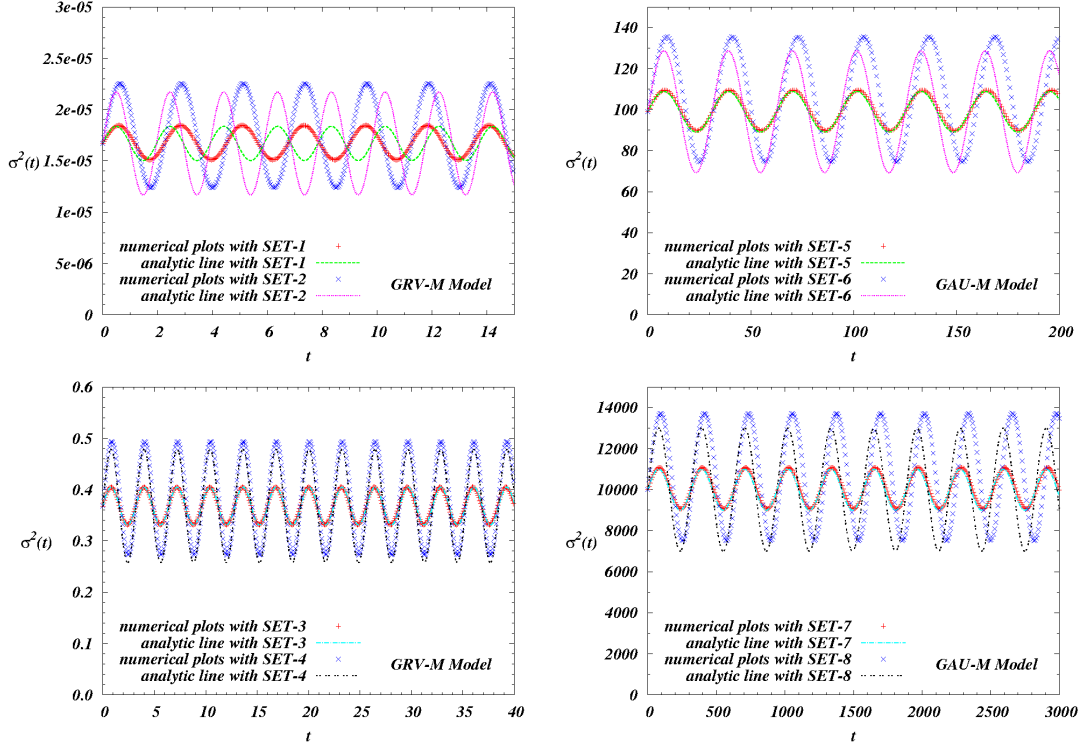 3e-05
2.5e-05
2e-05
σ²(t) 1.5e-05
1e-05
5e-06
0
numerical plots with SET-1
analytic line with SET-1
numerical plots with SET-2
analytic line with SET-2
GRV-M Model
0 2 4 6 8 10 12 14
t
140
120
100
σ²(t) 80
60
40
20
0
numerical plots with SET-5
analytic line with SET-5
numerical plots with SET-6
analytic line with SET-6
GAU-M Model
0 50 100 150 200
t
0.6
0.5
0.4
σ²(t) 0.3
0.2
0.1
0.0
numerical plots with SET-3
analytic line with SET-3
numerical plots with SET-4
analytic line with SET-4
GRV-M Model
0 5 10 15 20 25 30 35 40
t
14000
12000
10000
σ²(t) 8000
6000
4000
2000
0
numerical plots with SET-7
analytic line with SET-7
numerical plots with SET-8
analytic line with SET-8
GAU-M Model
0 500 1000 1500 2000 2500 3000
t